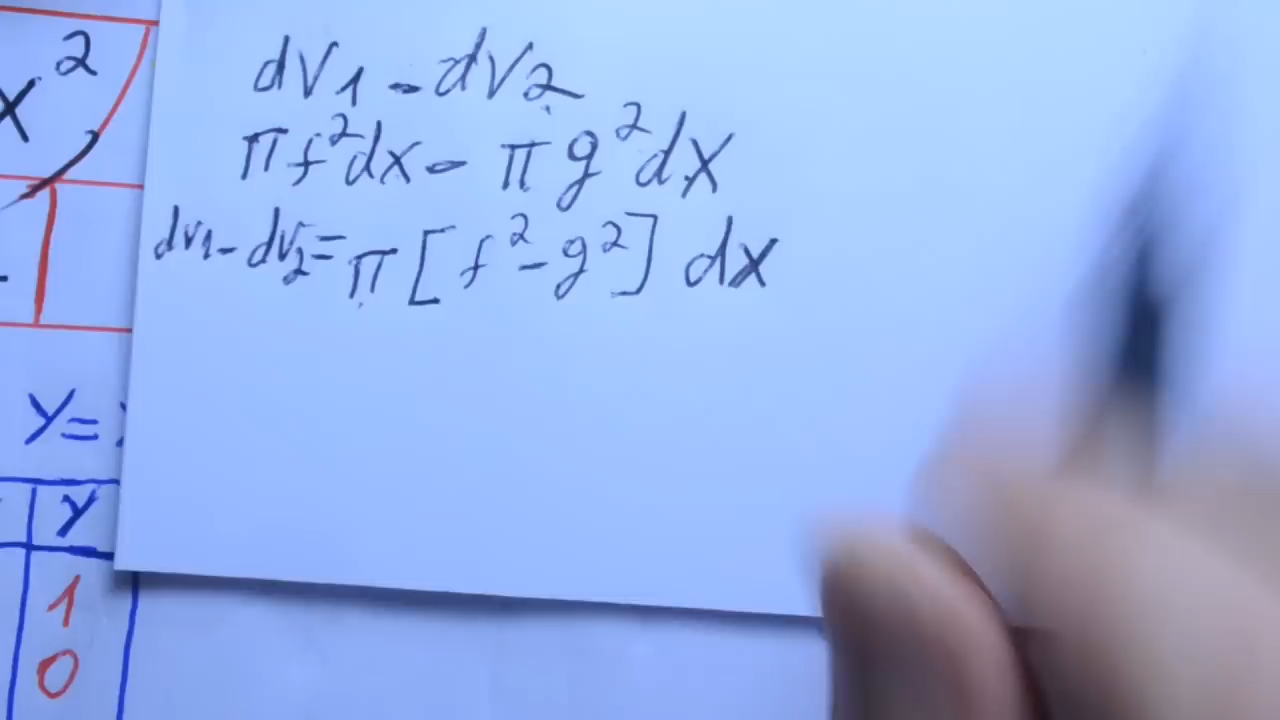 x²
dV1 - dV2
πf²dx - πg²dx
dv1 - dv2 = π[f² - g²] dx
y=
y
1
0